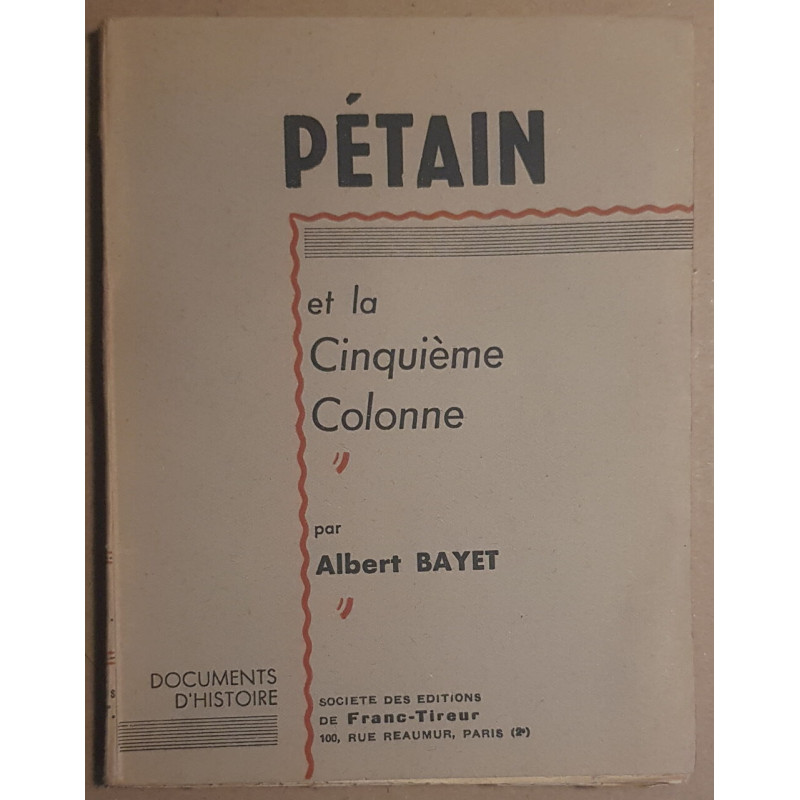 PÉTAIN
et la
Cinquième
Colonne
par
Albert BAYET
DOCUMENTS
D'HISTOIRE
SOCIETE DES EDITIONS
DE Franc-Tireur
100, RUE REAUMUR, PARIS (2e)